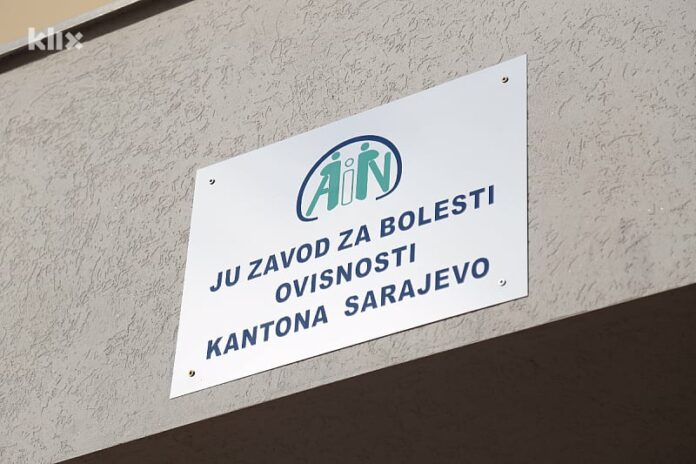 klix
AiN
JU ZAVOD ZA BOLESTI
OVISNOSTI
KANTONA SARAJEVO